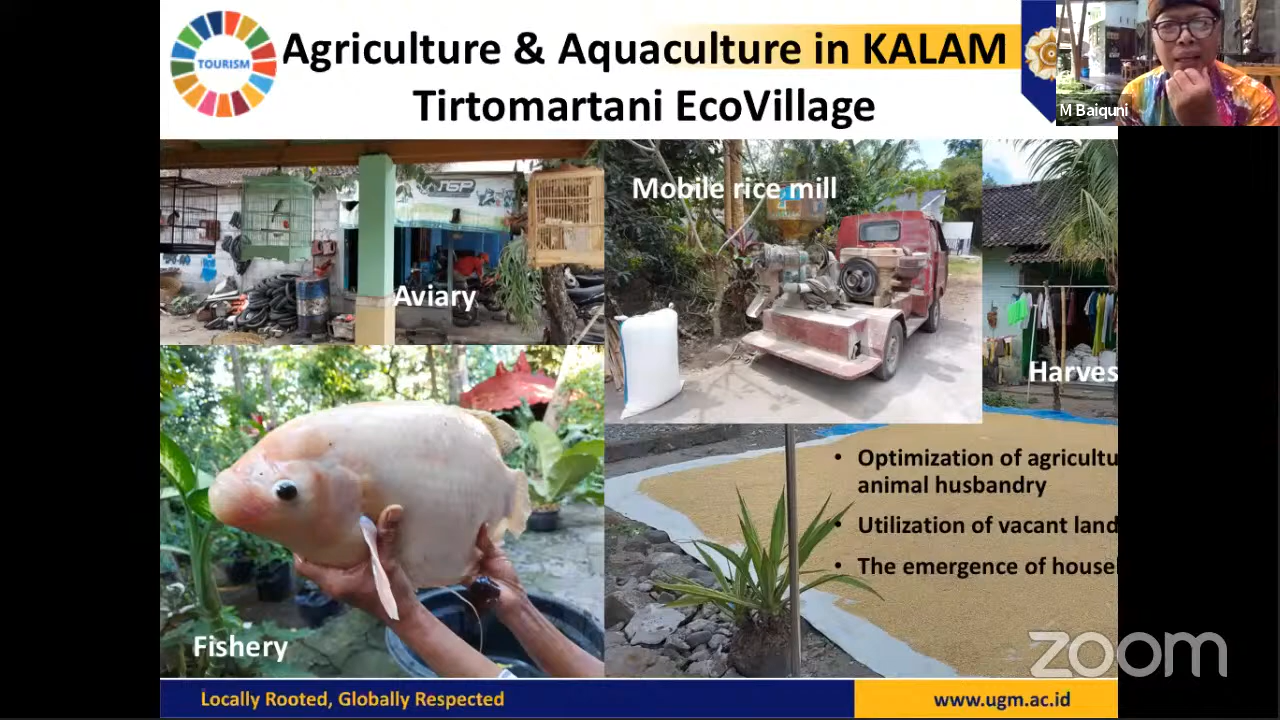 TOURISM
Agriculture & Aquaculture in KALAM
Tirtomartani EcoVillage
M Baiquni
Mobile rice mill
Aviary
Harves
Fishery
• Optimization of agricultu
animal husbandry
• Utilization of vacant land
• The emergence of househ
zoom
Locally Rooted, Globally Respected
www.ugm.ac.id